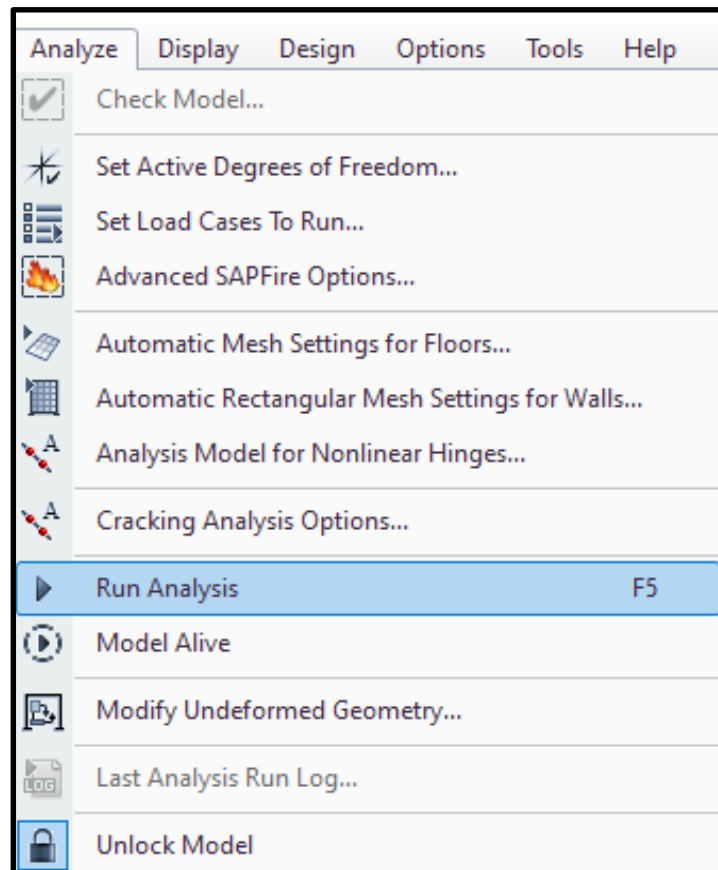 Analyze Display Design Options Tools Help
Check Model...
Set Active Degrees of Freedom...
Set Load Cases To Run...
Advanced SAPFire Options...
Automatic Mesh Settings for Floors...
Automatic Rectangular Mesh Settings for Walls...
A
Analysis Model for Nonlinear Hinges...
A
Cracking Analysis Options...
Run Analysis F5
Model Alive
Modify Undeformed Geometry...
LOG
Last Analysis Run Log...
Unlock Model